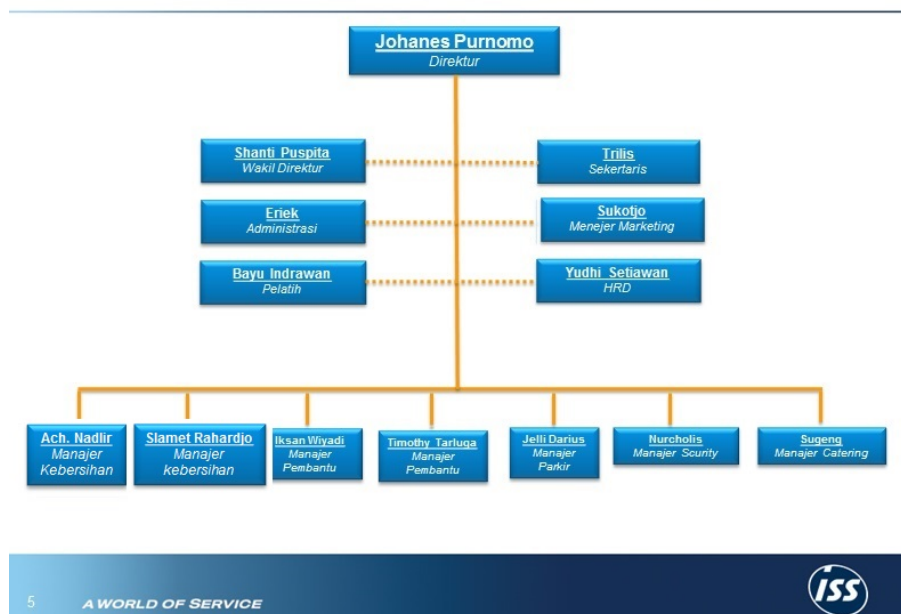 Johanes Purnomo
Direktur
Shanti Puspita
Wakil Direktur
Trilis
Sekertaris
Eriek
Administrasi
Sukotjo
Menejer Marketing
Bayu Indrawan
Pelatih
Yudhi Setiawan
HRD
Ach. Nadlir
Manajer
Kebersihan
Slamet Rahardjo
Manajer
kebersihan
Iksan Wiyadi
Manajer
Pembantu
Timothy Tarluga
Manajer
Pembantu
Jelli Darius
Manajer
Parkir
Nurcholis
Manajer Scurity
Sugeng
Manajer Catering
5
A WORLD OF SERVICE
ISS